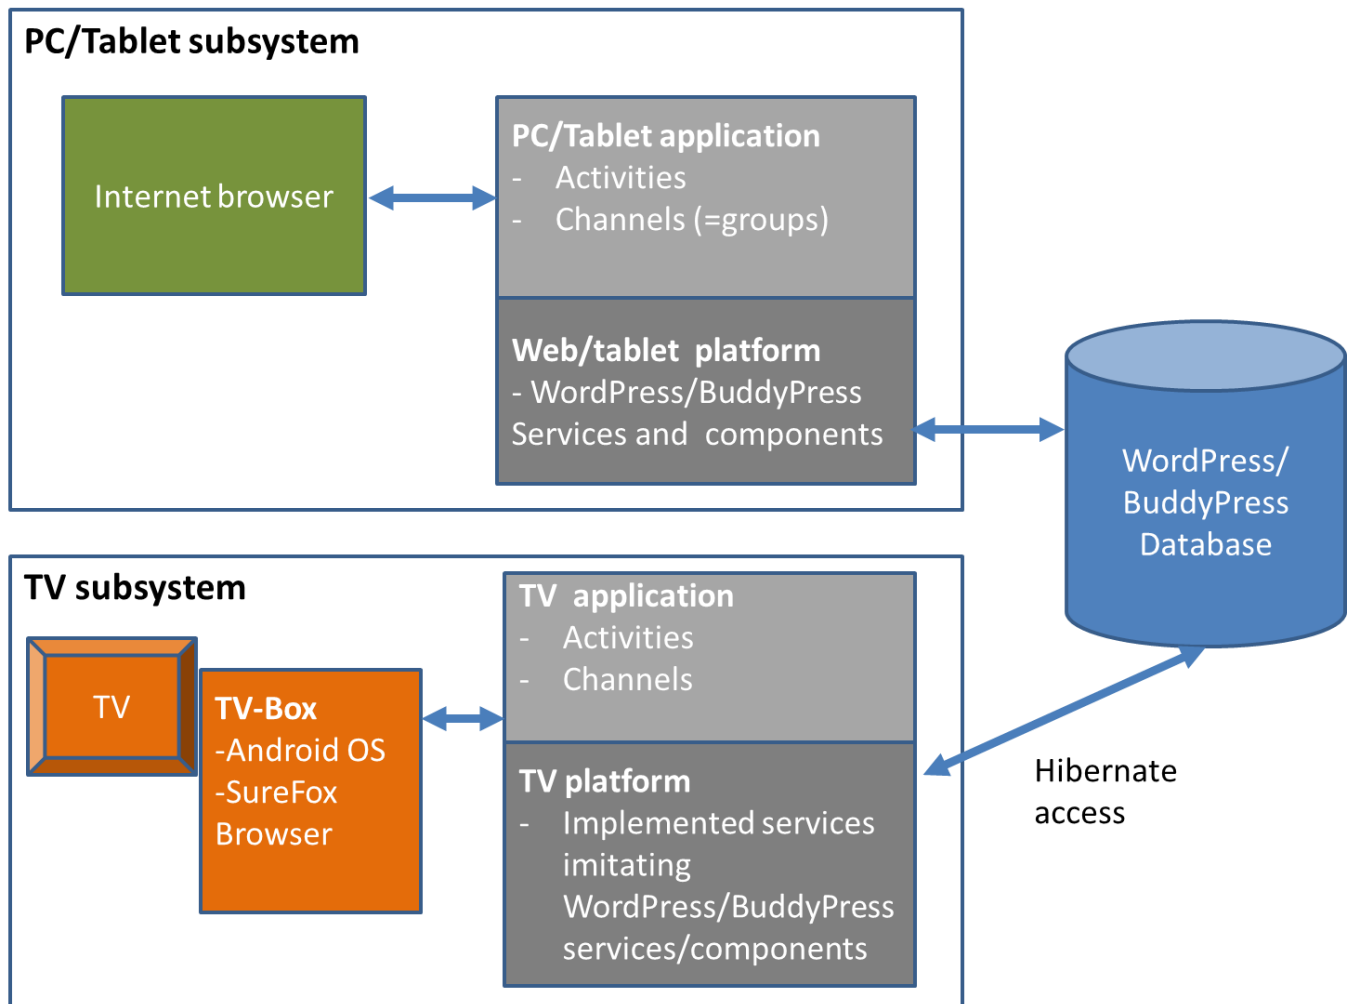 PC/Tablet subsystem
Internet browser
PC/Tablet application
- Activities
- Channels (=groups)
Web/tablet platform
- WordPress/BuddyPress
Services and components
WordPress/
BuddyPress
Database
TV subsystem
TV
TV-Box
-Android OS
-SureFox
Browser
TV application
- Activities
- Channels
TV platform
- Implemented services
imitating
WordPress/BuddyPress
services/components
Hibernate
access